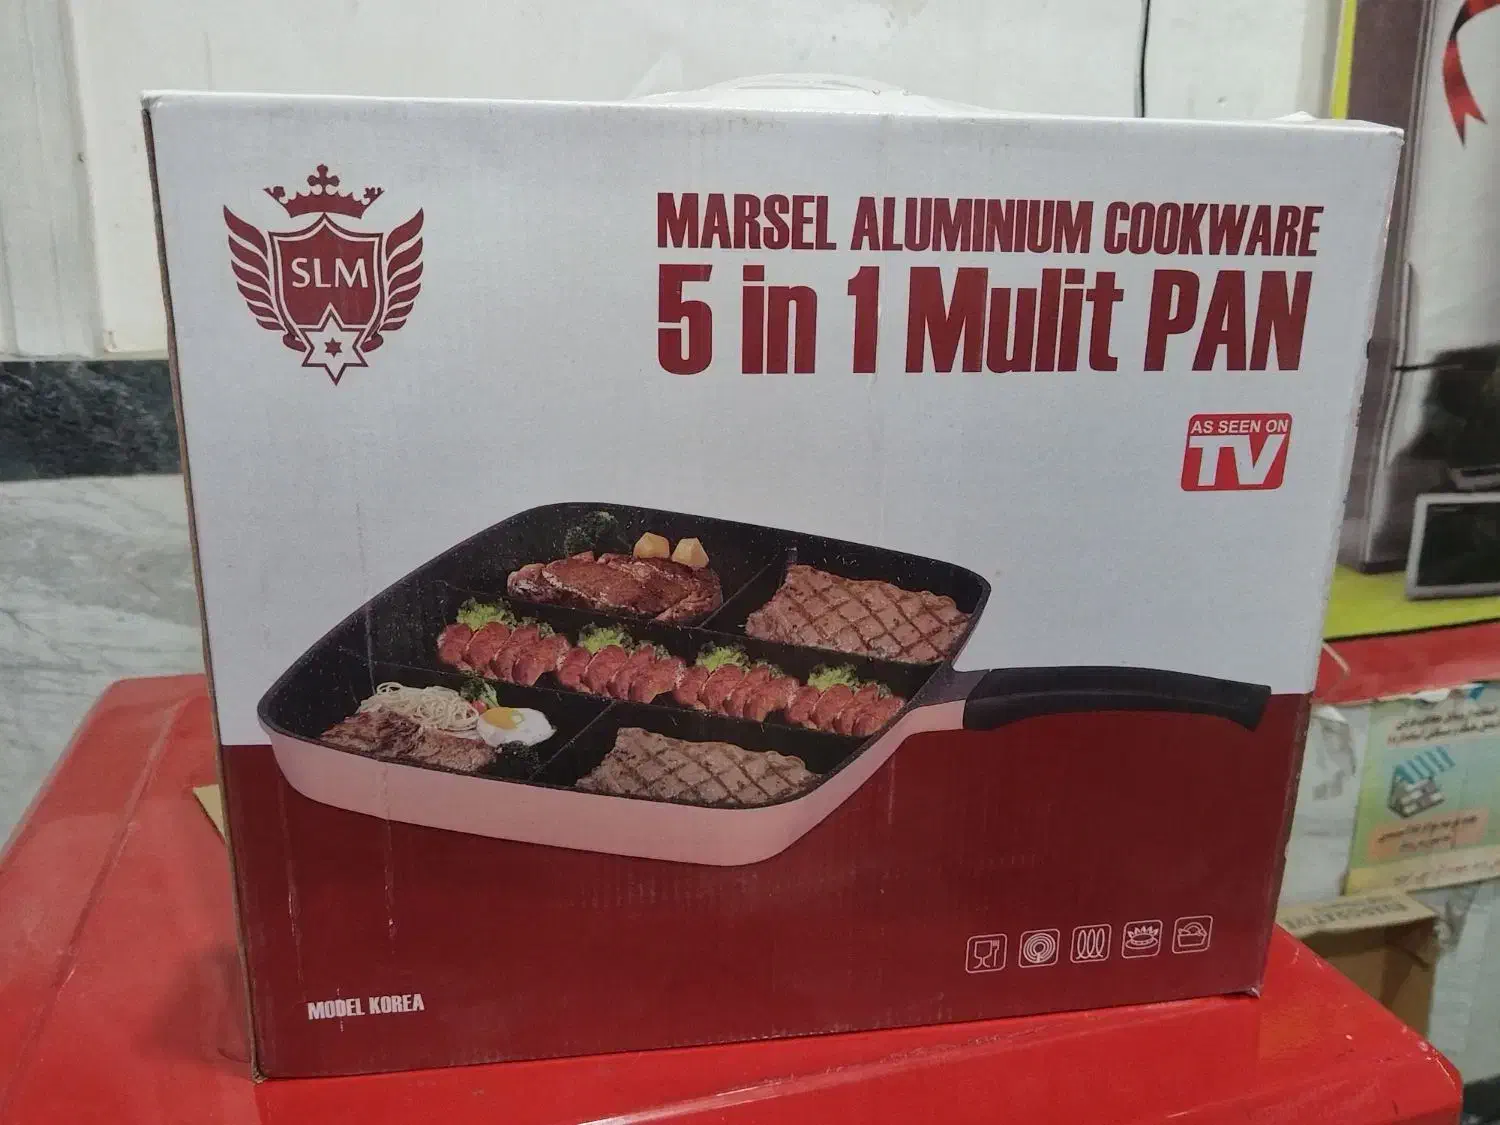 SLM
MARSEL ALUMINIUM COOKWARE
5 in 1 Mulit PAN
AS SEEN ON
TV
MODEL KOREA